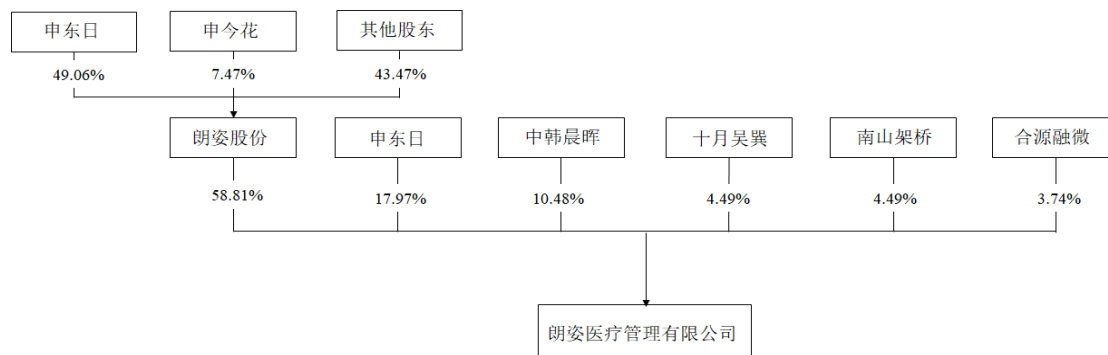 申东日 申今花 其他股东
49.06% 7.47% 43.47%
朗姿股份 申东日 中韩晨晖 十月吴巽 南山架桥 合源融微
58.81% 17.97% 10.48% 4.49% 4.49% 3.74%
朗姿医疗管理有限公司